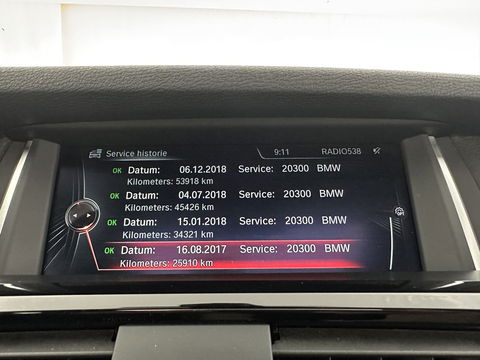 Service historie 9:11 RADIO538
OK Datum: 06.12.2018 Service: 20300 BMW
Kilometers: 53918 km
OK Datum: 04.07.2018 Service: 20300 BMW
Kilometers: 45426 km
OK Datum: 15.01.2018 Service: 20300 BMW
Kilometers: 34321 km
OK Datum: 16.08.2017 Service: 20300 BMW
Kilometers: 25910 km